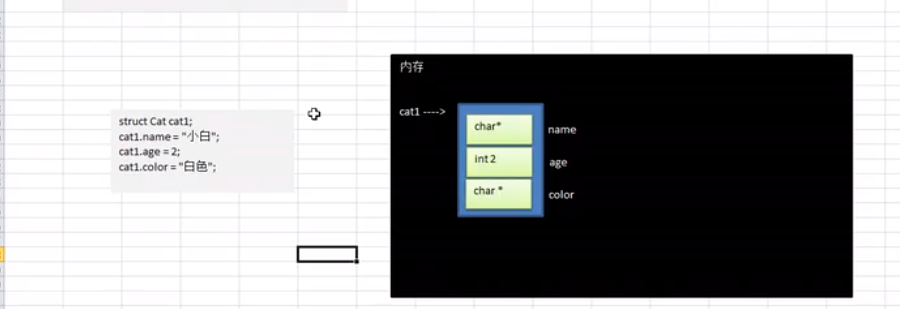 struct Cat cat1;
cat1.name = "小白";
cat1.age = 2;
cat1.color = "白色";
内存
cat1 ---->
char*
name
int 2
age
char *
color